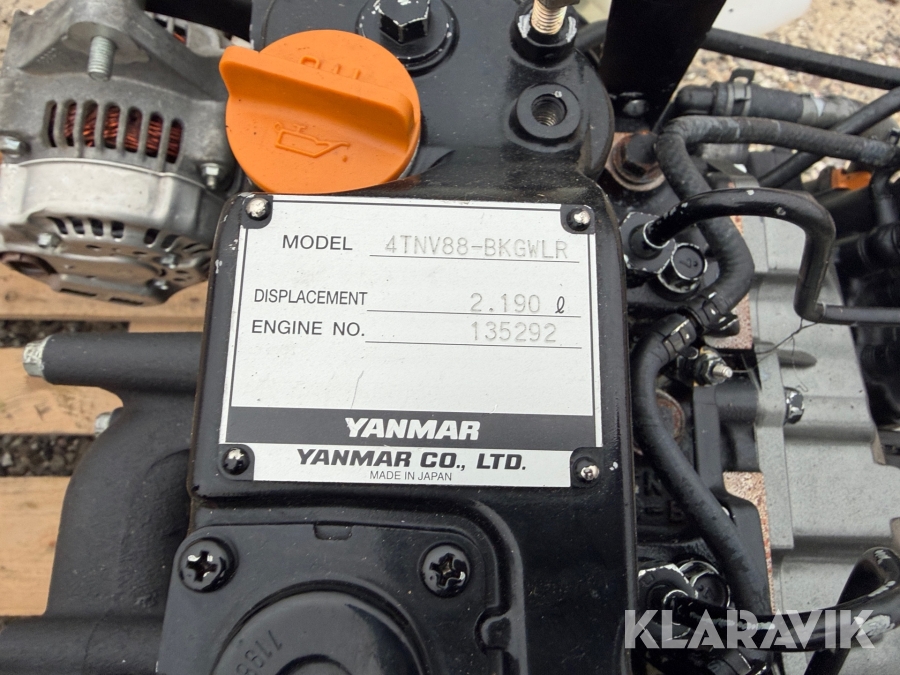 MODEL 4TNV88-BKGWLR
DISPLACEMENT 2.190 ℓ
ENGINE NO. 135292
YANMAR
YANMAR CO., LTD.
MADE IN JAPAN
KLARAVIK